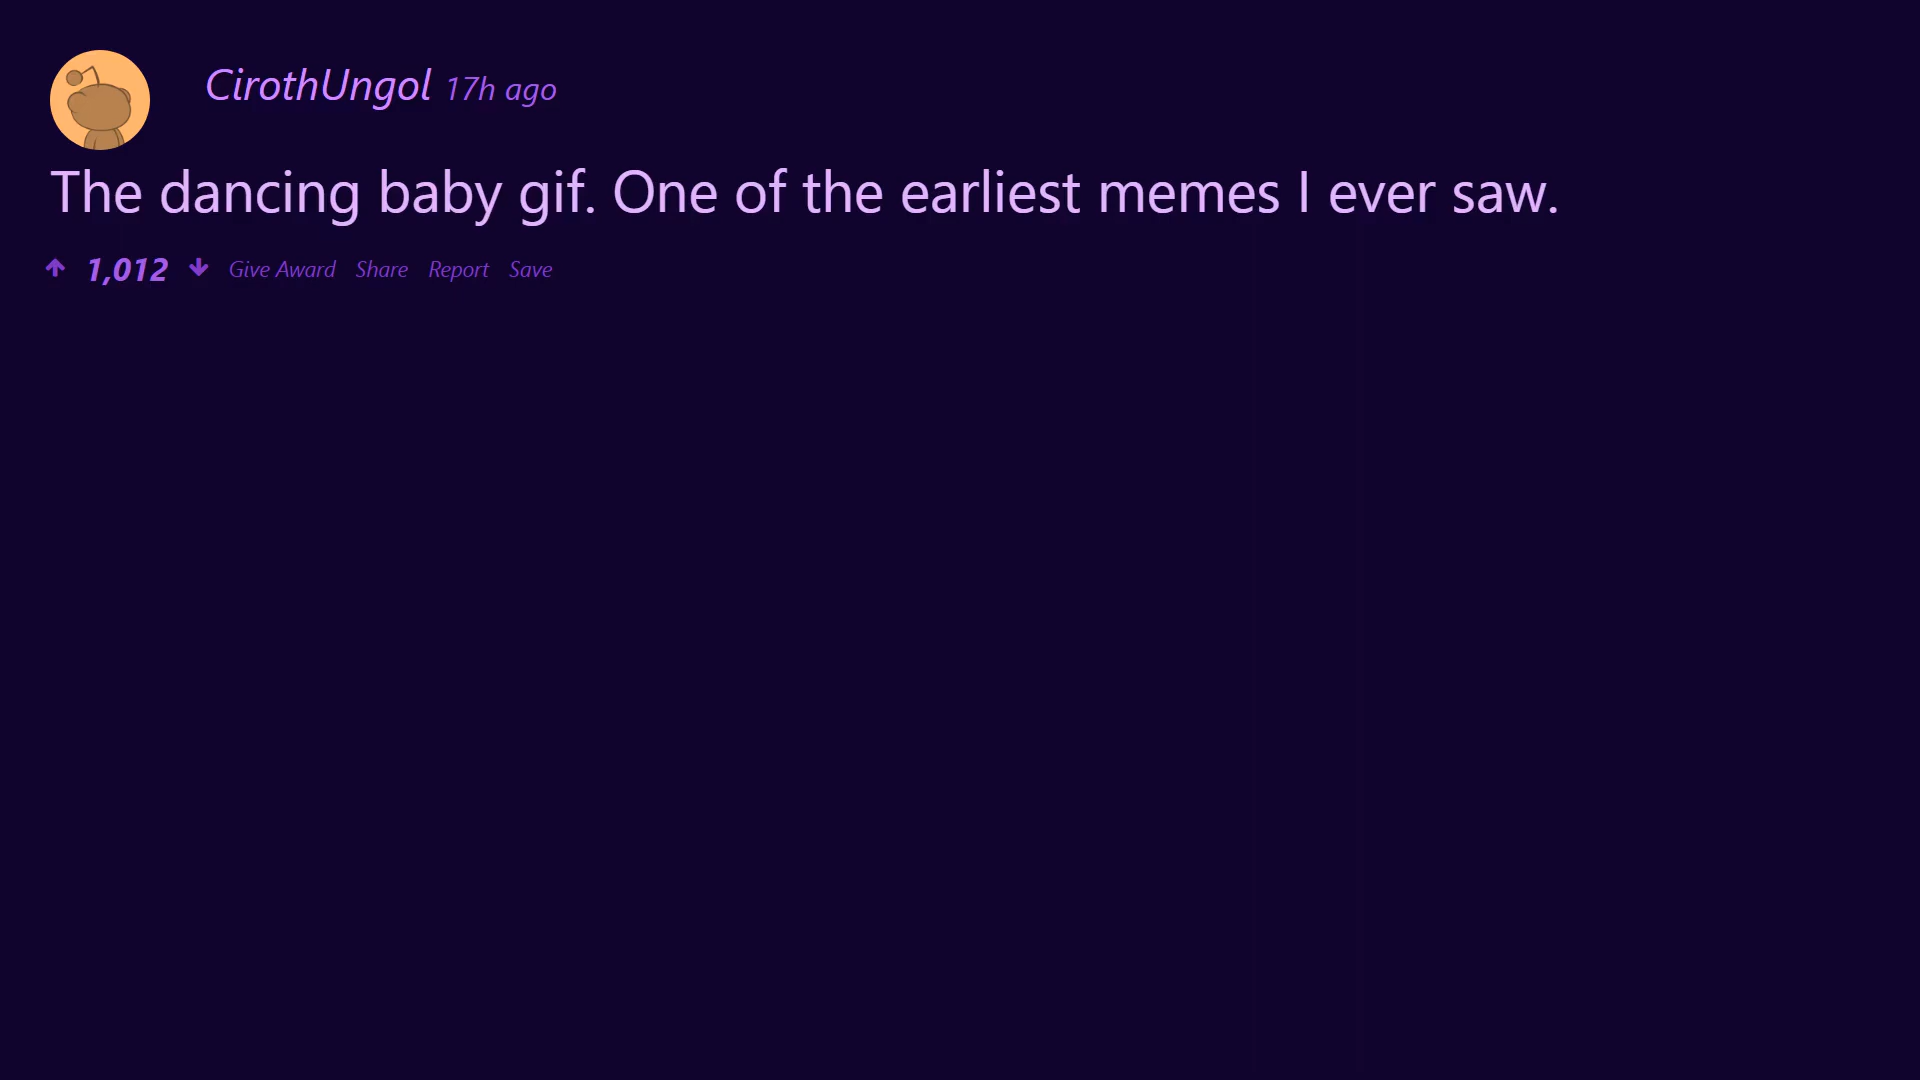 CirothUngol 17h ago
The dancing baby gif. One of the earliest memes I ever saw.
1,012 Give Award Share Report Save